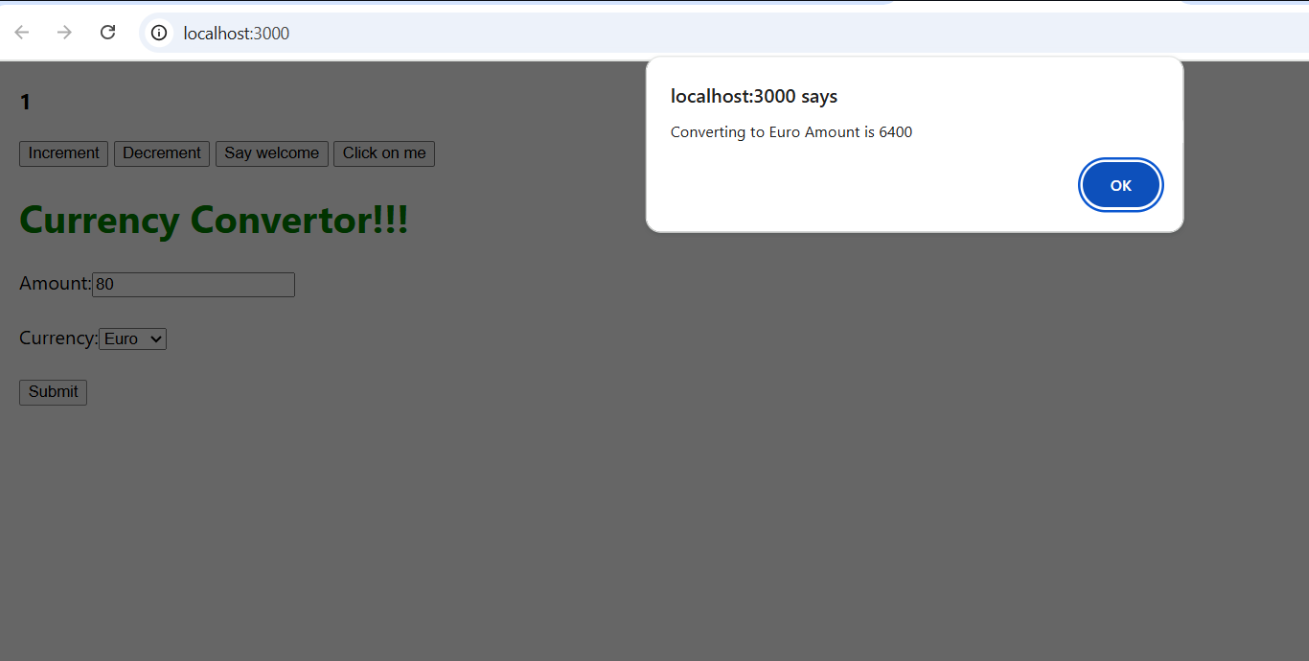 localhost:3000
localhost:3000 says
Converting to Euro Amount is 6400
OK
1
Increment Decrement Say welcome Click on me
Currency Convertor!!!
Amount:80
Currency:Euro
Submit